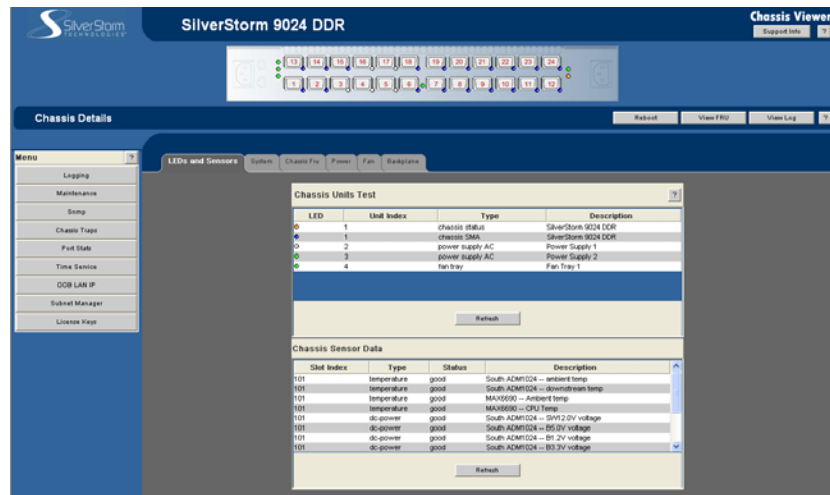 SilverStorm
TECHNOLOGIES
SilverStorm 9024 DDR
Chassis Viewer
Support Info ?
13 14 15 16 17 18 19 20 21 22 23 24
1 2 3 4 5 6 7 8 9 10 11 12
Chassis Details
Reboot View FRU View Log ?
Menu ?
Logging
Maintenance
Snmp
Chassis Traps
Port Stats
Time Service
OOB LAN IP
Subnet Manager
License Keys
LEDs and Sensors System Chassis Fru Power Fan Backplane
Chassis Units Test ?
LED Unit Index Type Description
1 chassis status SilverStorm 9024 DDR
1 chassis SMA SilverStorm 9024 DDR
2 power supply AC Power Supply 1
3 power supply AC Power Supply 2
4 fan tray Fan Tray 1
Refresh
Chassis Sensor Data
Slot Index Type Status Description
101 temperature good South ADM1024 -- ambient temp
101 temperature good South ADM1024 -- downstream temp
101 temperature good MAX6690 -- Ambient temp
101 temperature good MAX6690 -- CPU Temp
101 dc-power good South ADM1024 -- SW12.0V voltage
101 dc-power good South ADM1024 -- B5.0V voltage
101 dc-power good South ADM1024 -- B1.2V voltage
101 dc-power good South ADM1024 -- B3.3V voltage
Refresh